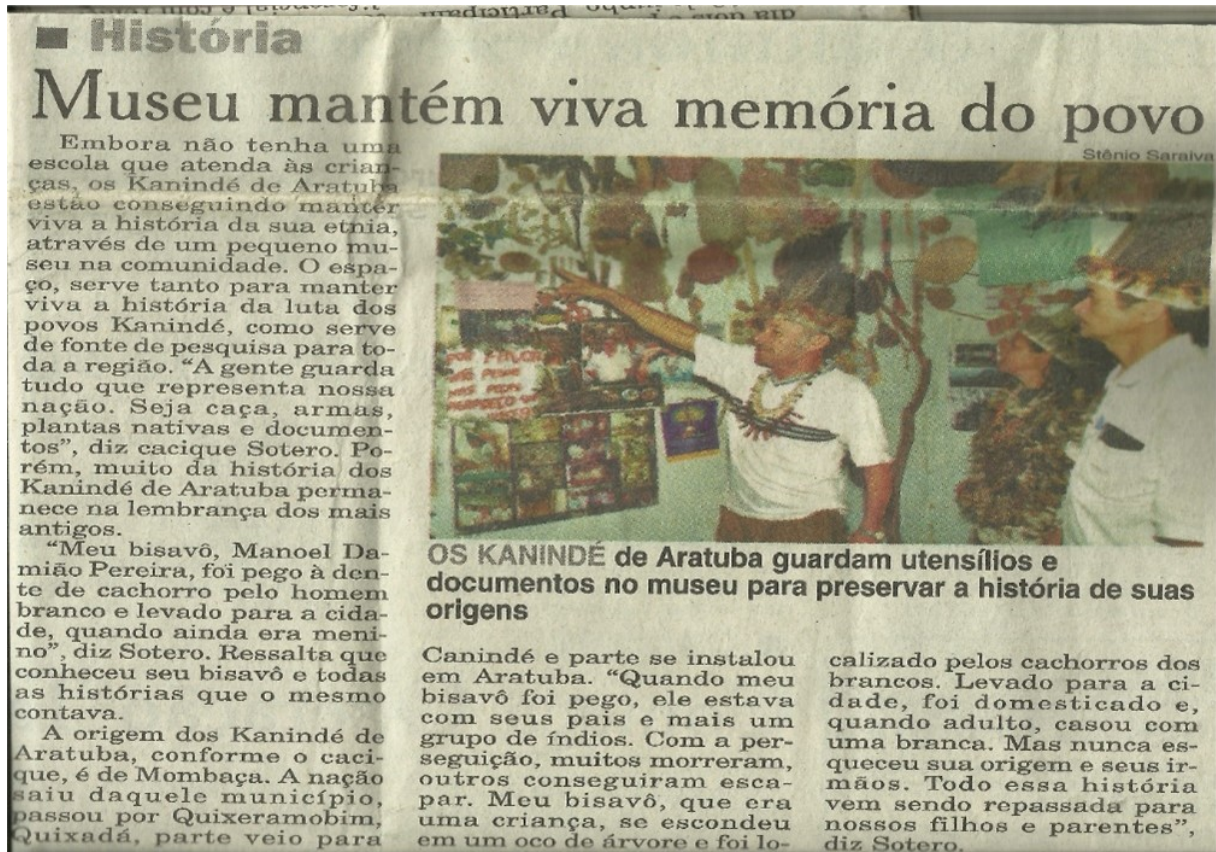 História
Museu mantém viva memória do povo
Stênio Saraiva
Embora não tenha uma
escola que atenda às crian-
ças, os Kanindé de Aratuba
estão conseguindo manter
viva a história da sua etnia,
através de um pequeno mu-
seu na comunidade. O espa-
ço, serve tanto para manter
viva a história da luta dos
povos Kanindé, como serve
de fonte de pesquisa para to-
da a região. “A gente guarda
tudo que representa nossa
nação. Seja caça, armas,
plantas nativas e documen-
tos”, diz cacique Sotero. Po-
rém, muito da história dos
Kanindé de Aratuba perma-
nece na lembrança dos mais
antigos.
“Meu bisavô, Manoel Da-
mião Pereira, foi pego à den-
te de cachorro pelo homem
branco e levado para a cida-
de, quando ainda era meni-
no”, diz Sotero. Ressalta que
conheceu seu bisavô e todas
as histórias que o mesmo
contava.
A origem dos Kanindé de
Aratuba, conforme o caci-
que, é de Mombaça. A nação
saiu daquele município,
passou por Quixeramobim,
Quixadá, parte veio para
OS KANINDÉ de Aratuba guardam utensílios e
documentos no museu para preservar a história de suas
origens
Canindé e parte se instalou
em Aratuba. “Quando meu
bisavô foi pego, ele estava
com seus pais e mais um
grupo de índios. Com a per-
seguição, muitos morreram,
outros conseguiram esca-
par. Meu bisavô, que era
uma criança, se escondeu
em um oco de árvore e foi lo-
calizado pelos cachorros dos
brancos. Levado para a ci-
dade, foi domesticado e,
quando adulto, casou com
uma branca. Mas nunca es-
queceu sua origem e seus ir-
mãos. Todo essa história
vem sendo repassada para
nossos filhos e parentes”,
diz Sotero.